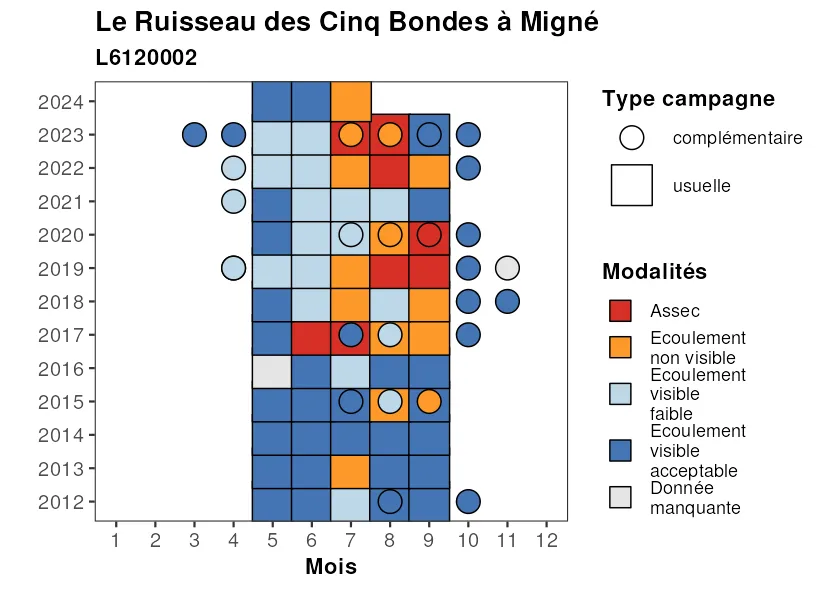 Le Ruisseau des Cinq Bondes à Migné
L6120002
2024
2023
2022
2021
2020
2019
2018
2017
2016
2015
2014
2013
2012
1 2 3 4 5 6 7 8 9 10 11 12
Mois
Type campagne
complémentaire
usuelle
Modalités
Assec
Ecoulement
non visible
Ecoulement
visible
faible
Ecoulement
visible
acceptable
Donnée
manquante